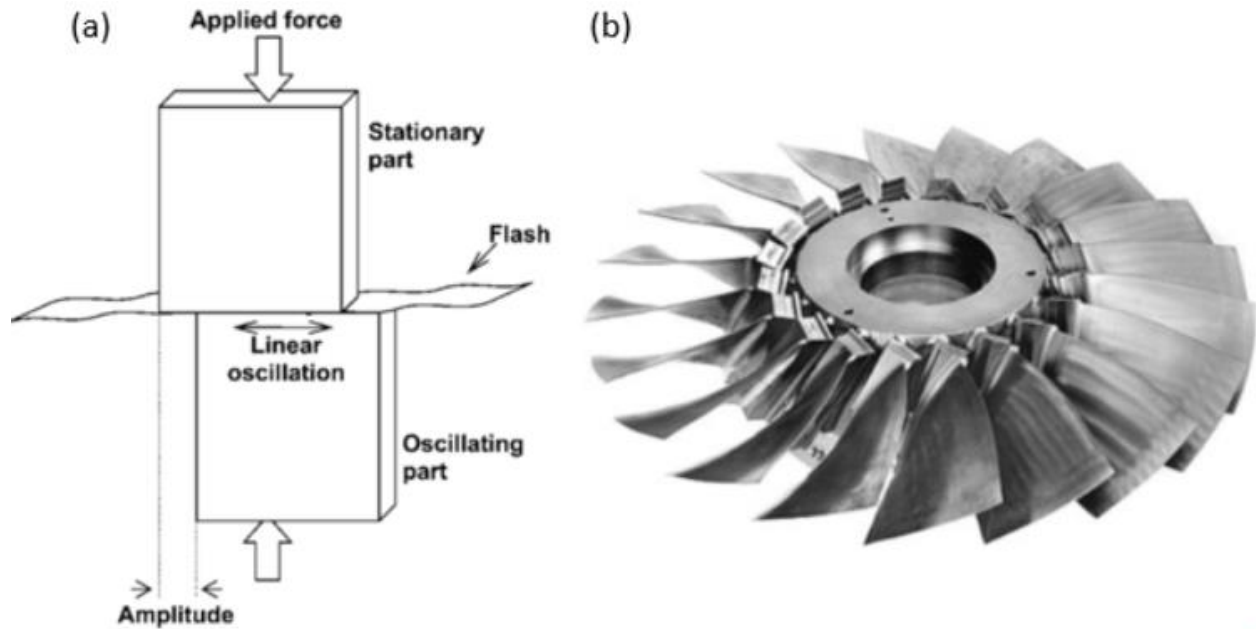 (a)
Applied force
Stationary
part
Flash
Linear
oscillation
Oscillating
part
Amplitude
(b)